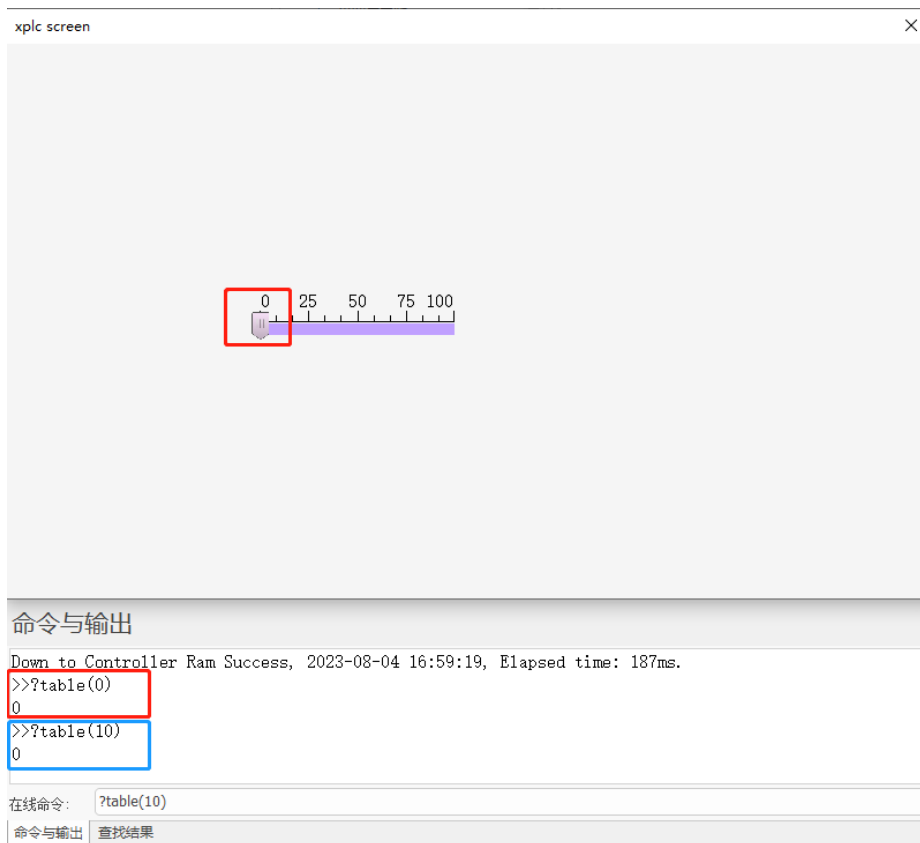 xplc screen
0 25 50 75 100
命令与输出
Down to Controller Ram Success, 2023-08-04 16:59:19, Elapsed time: 187ms.
>>?table(0)
0
>>?table(10)
0
在线命令: ?table(10)
命令与输出 查找结果